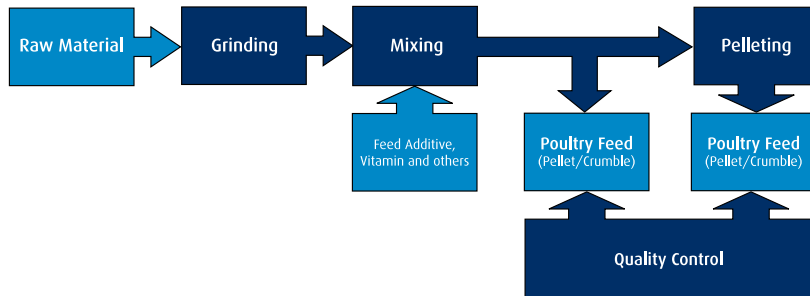 Raw Material
Grinding
Mixing
Pelleting
Feed Additive,
Vitamin and others
Poultry Feed
(Pellet/Crumble)
Poultry Feed
(Pellet/Crumble)
Quality Control